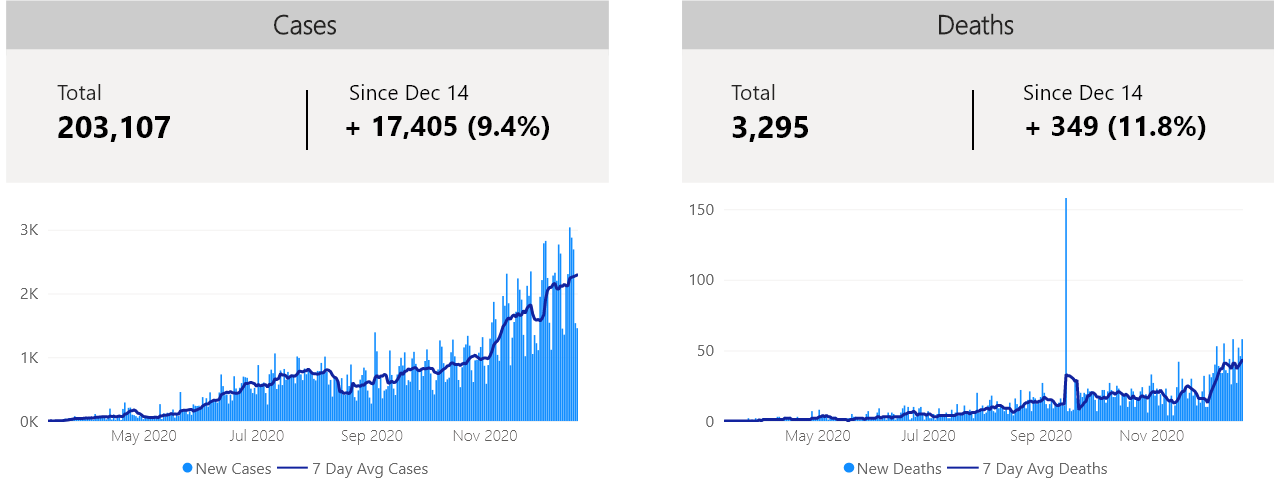 Cases
Total
203,107
Since Dec 14
+ 17,405 (9.4%)
3K
2K
1K
0K
May 2020 Jul 2020 Sep 2020 Nov 2020
New Cases 7 Day Avg Cases
Deaths
Total
3,295
Since Dec 14
+ 349 (11.8%)
150
100
50
0
May 2020 Jul 2020 Sep 2020 Nov 2020
New Deaths 7 Day Avg Deaths